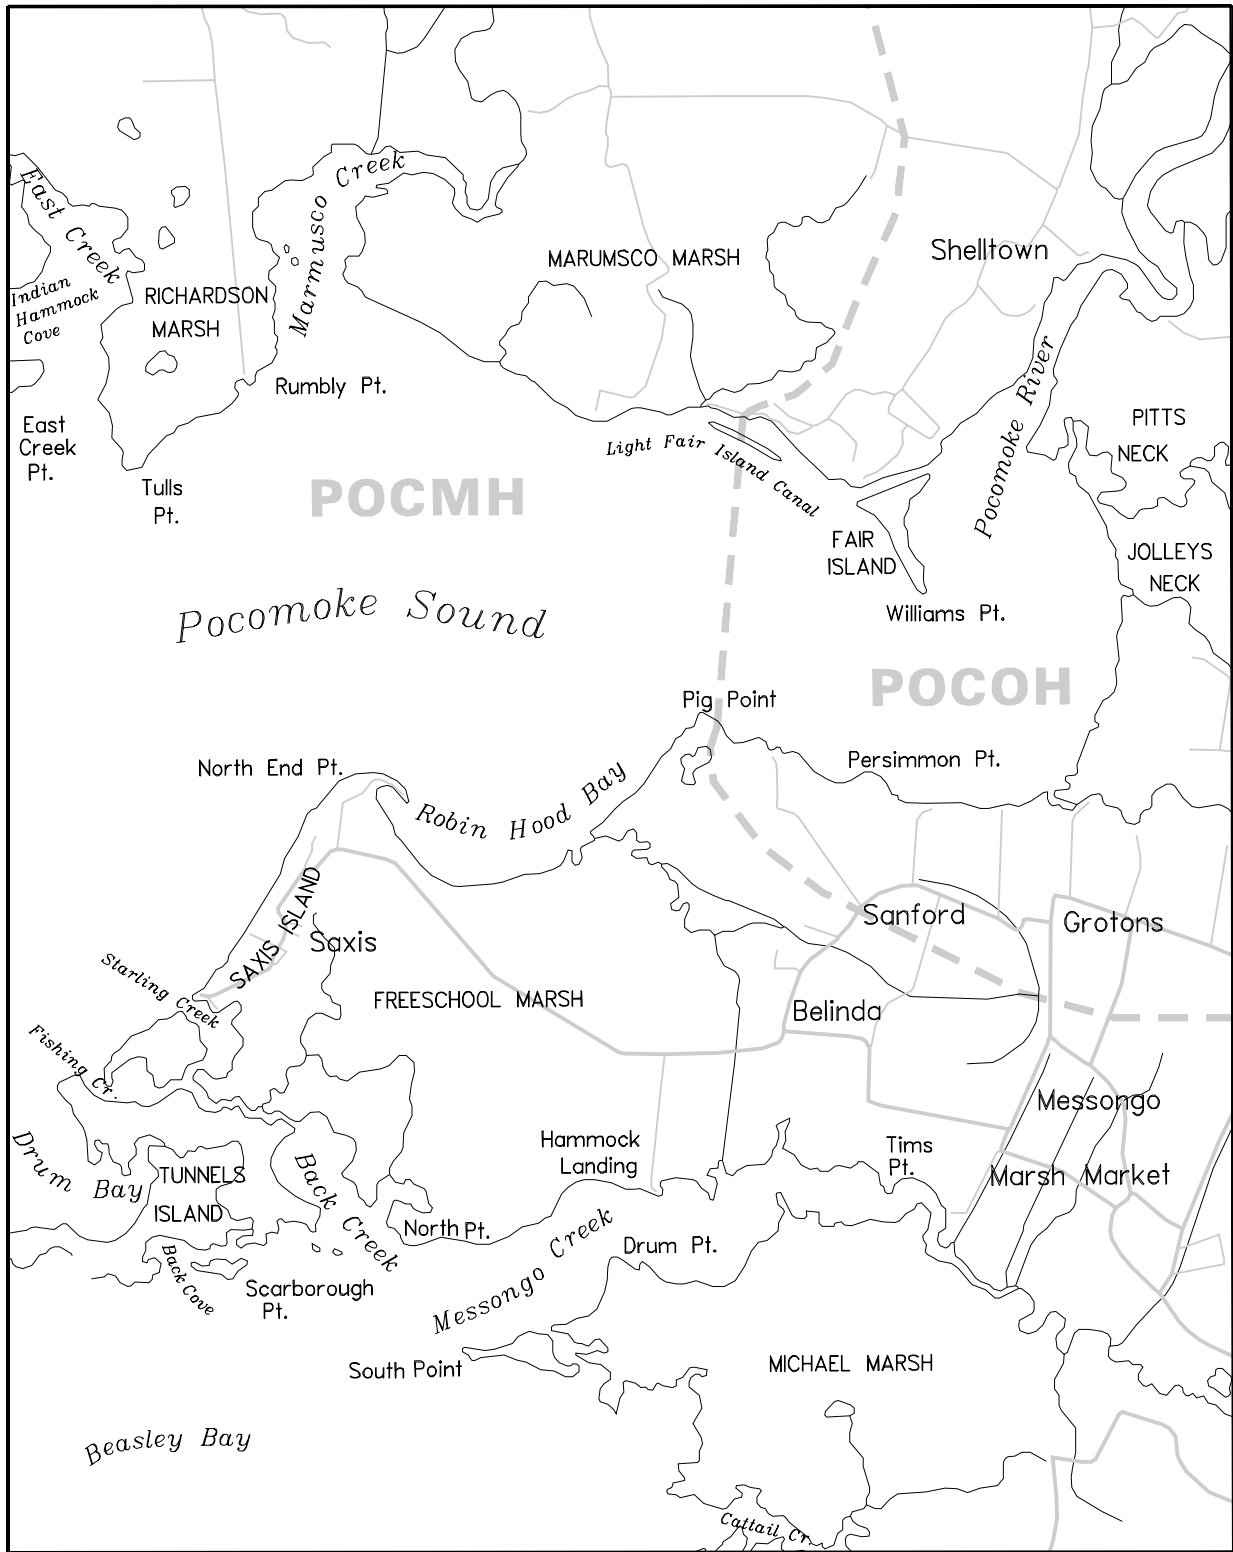 Marmusco Creek
East Creek
MARUMSCO MARSH
Shelltown
Indian
Hammock
Cove
RICHARDSON
MARSH
Rumbly Pt.
Pocomoke River
East
Creek
Pt.
PITTS
NECK
Light Fair Island Canal
Tulls
Pt.
POCMH
FAIR
ISLAND
JOLLEYS
NECK
Williams Pt.
Pocomoke Sound
POCOH
Pig Point
North End Pt.
Persimmon Pt.
Robin Hood Bay
SAXIS ISLAND
Saxis
Sanford
Grotons
Starling Creek
FREESCHOOL MARSH
Belinda
Fishing Cr.
Messongo
Drum Bay
TUNNELS
ISLAND
Back Creek
Hammock
Landing
Tims
Pt.
Marsh Market
North Pt.
Messongo Creek
Drum Pt.
Back Cove
Scarborough
Pt.
South Point
MICHAEL MARSH
Beasley Bay
Cattail Cr.